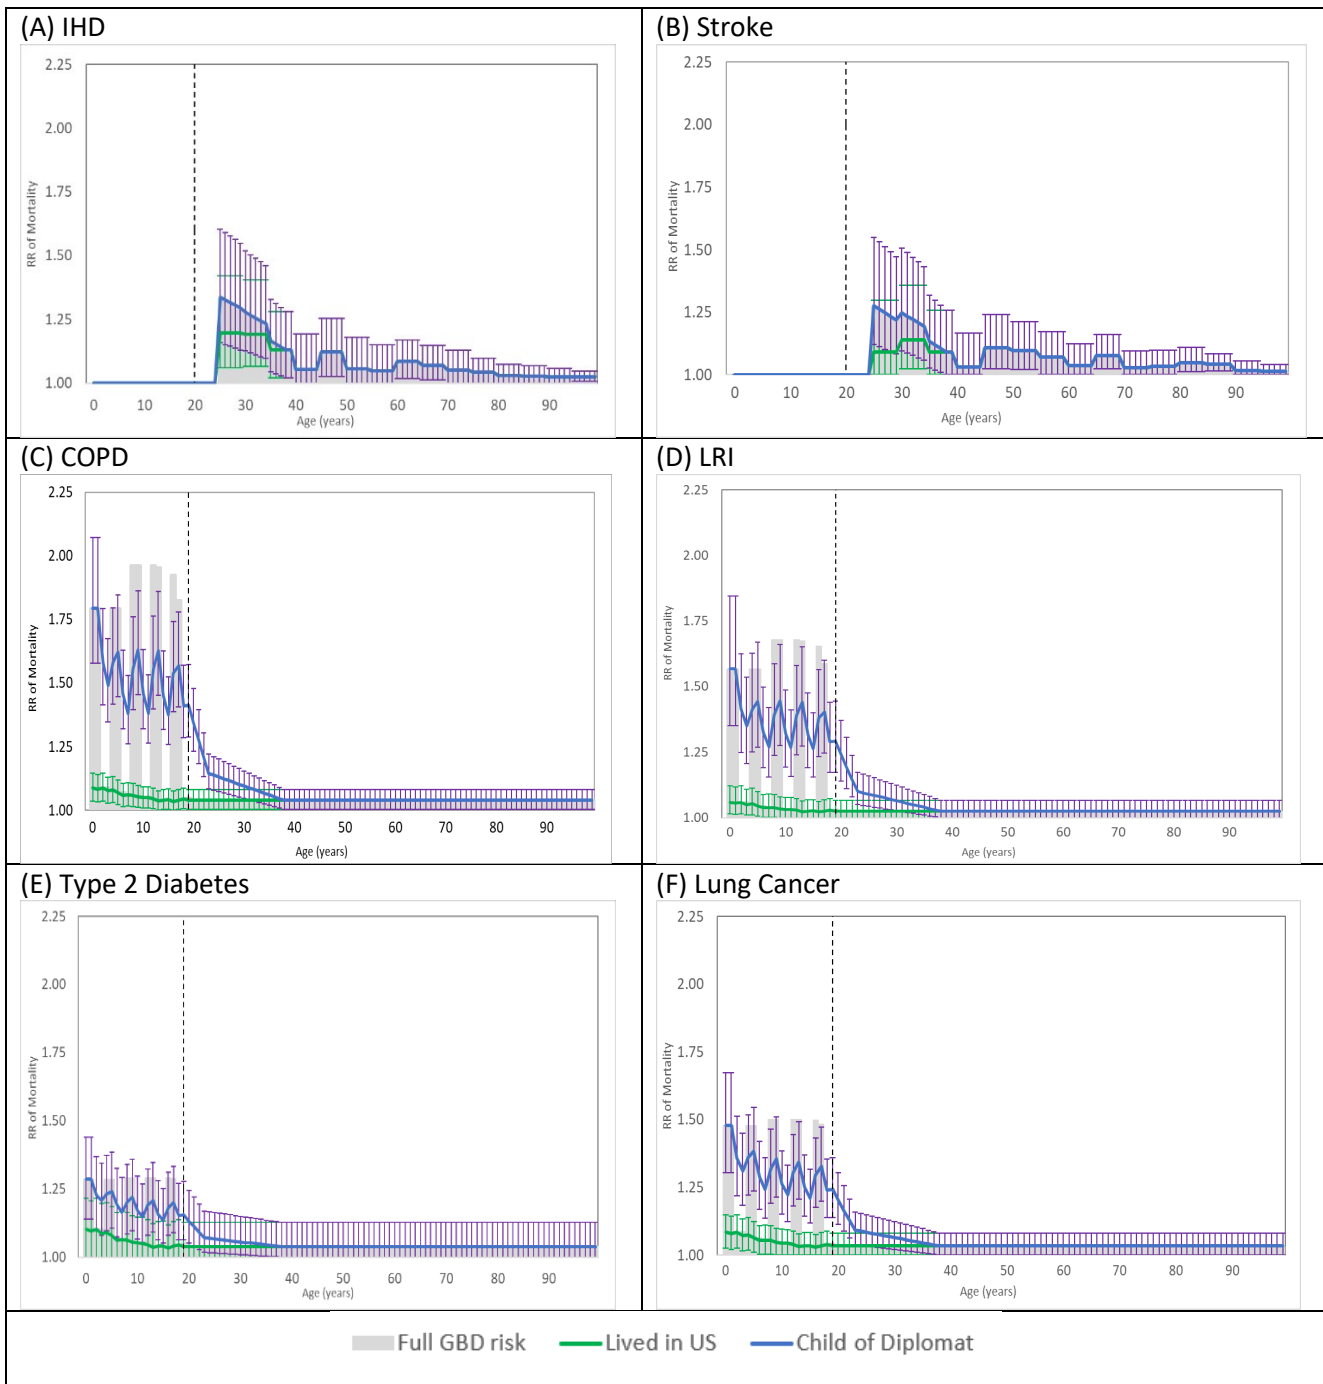 (A) IHD
2.25
2.00
1.75
1.50
1.25
1.00
RR of Mortality
0 10 20 30 40 50 60 70 80 90
Age (years)
(B) Stroke
2.25
2.00
1.75
1.50
1.25
1.00
RR of Mortality
0 10 20 30 40 50 60 70 80 90
Age (years)
(C) COPD
2.25
2.00
1.75
1.50
1.25
1.00
RR of Mortality
0 10 20 30 40 50 60 70 80 90
Age (years)
(D) LRI
2.25
2.00
1.75
1.50
1.25
1.00
RR of Mortality
0 10 20 30 40 50 60 70 80 90
Age (years)
(E) Type 2 Diabetes
2.25
2.00
1.75
1.50
1.25
1.00
RR of Mortality
0 10 20 30 40 50 60 70 80 90
Age (years)
(F) Lung Cancer
2.25
2.00
1.75
1.50
1.25
1.00
RR of Mortality
0 10 20 30 40 50 60 70 80 90
Age (years)
Full GBD risk Lived in US Child of Diplomat